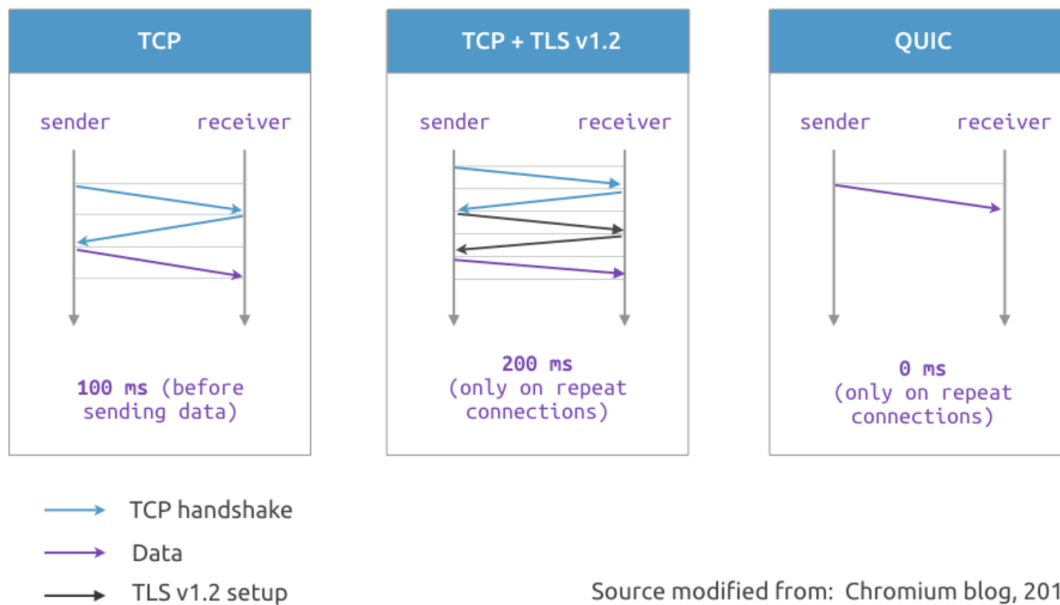 TCP
sender receiver
100 ms (before
sending data)
TCP + TLS v1.2
sender receiver
200 ms
(only on repeat
connections)
QUIC
sender receiver
0 ms
(only on repeat
connections)
TCP handshake
Data
TLS v1.2 setup
Source modified from: Chromium blog, 201